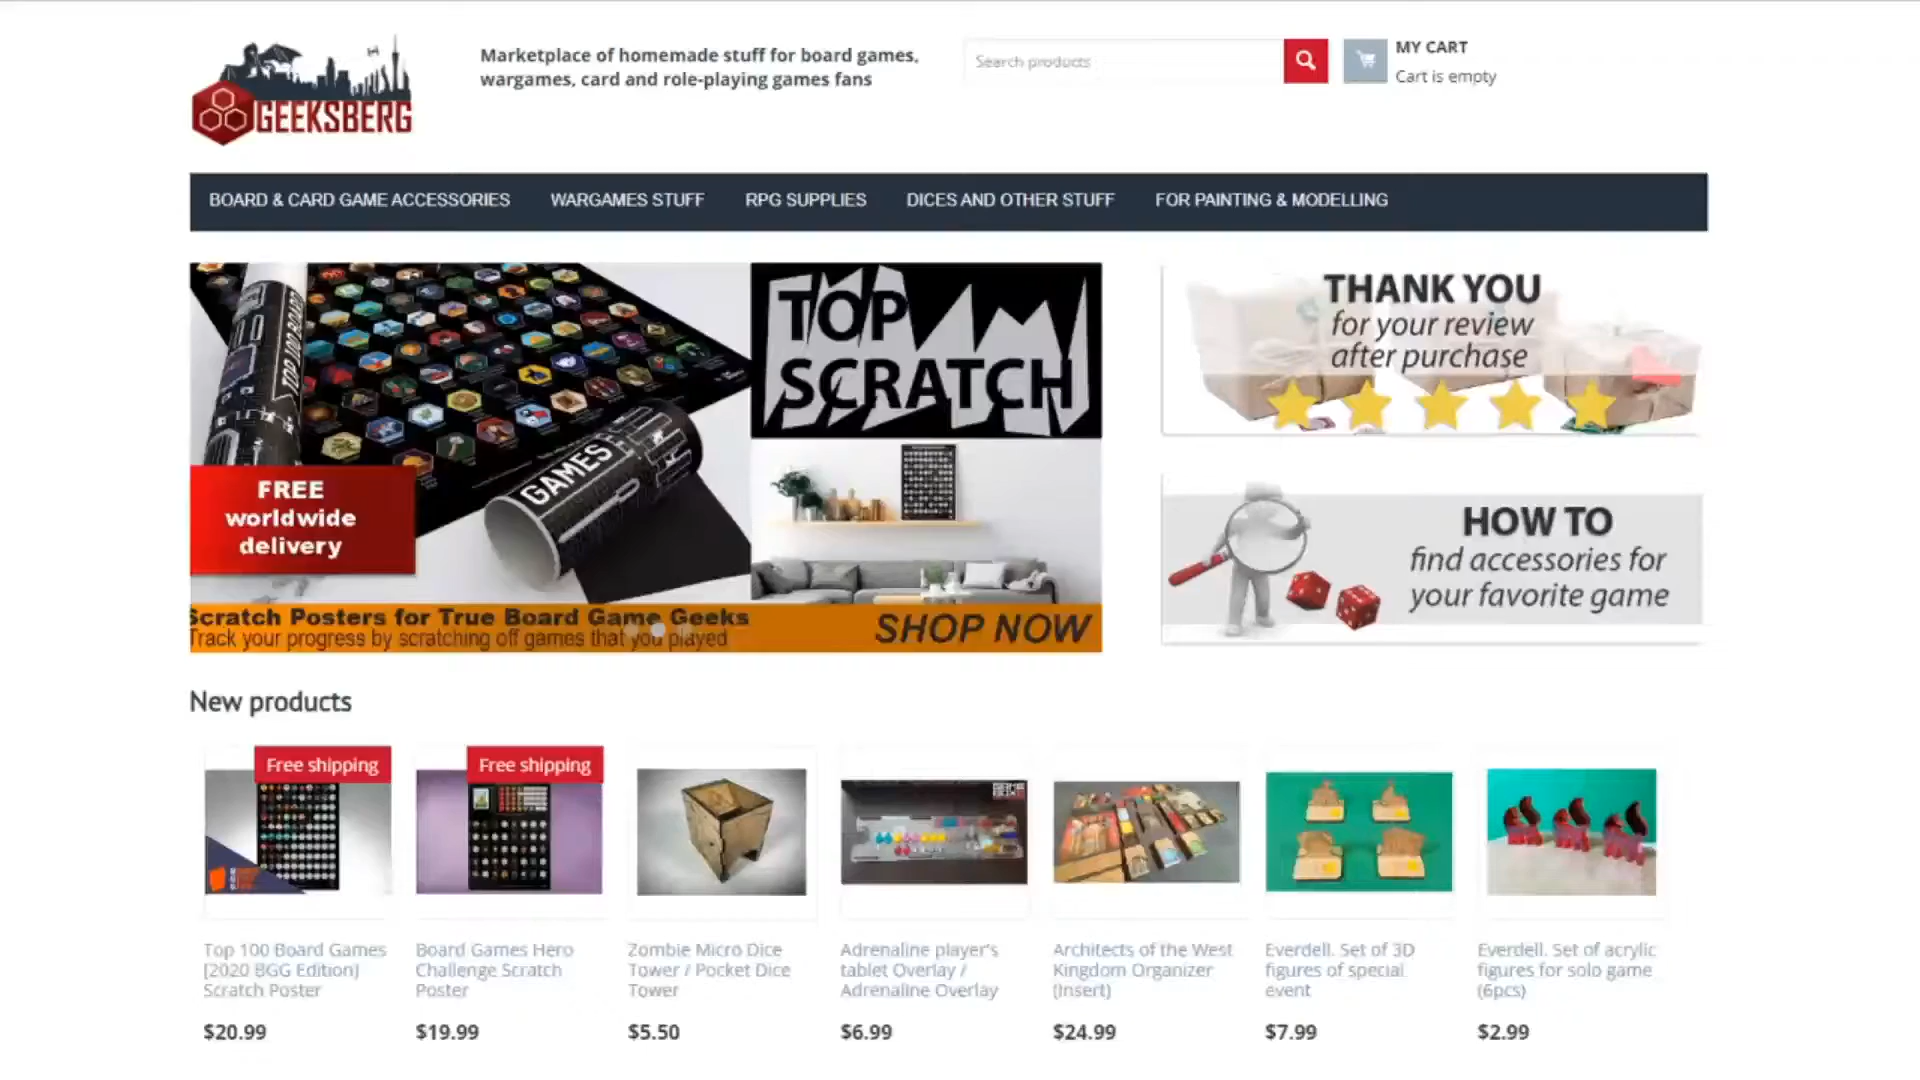 GEEKSBERG
Marketplace of homemade stuff for board games,
wargames, card and role-playing games fans
Search products
MY CART
Cart is empty
BOARD & CARD GAME ACCESSORIES
WARGAMES STUFF
RPG SUPPLIES
DICES AND OTHER STUFF
FOR PAINTING & MODELLING
TOP
SCRATCH
GAMES
FREE
worldwide
delivery
Scratch Posters for True Board Game Geeks
Track your progress by scratching off games that you played
SHOP NOW
THANK YOU
for your review
after purchase
HOW TO
find accessories for
your favorite game
New products
Free shipping
Free shipping
Top 100 Board Games
(2020 BGG Edition)
Scratch Poster
$20.99
Board Games Hero
Challenge Scratch
Poster
$19.99
Zombie Micro Dice
Tower / Pocket Dice
Tower
$5.50
Adrenaline player's
tablet Overlay /
Adrenaline Overlay
$6.99
Architects of the West
Kingdom Organizer
(Insert)
$24.99
Everdell. Set of 3D
figures of special
event
$7.99
Everdell. Set of acrylic
figures for solo game
(6pcs)
$2.99